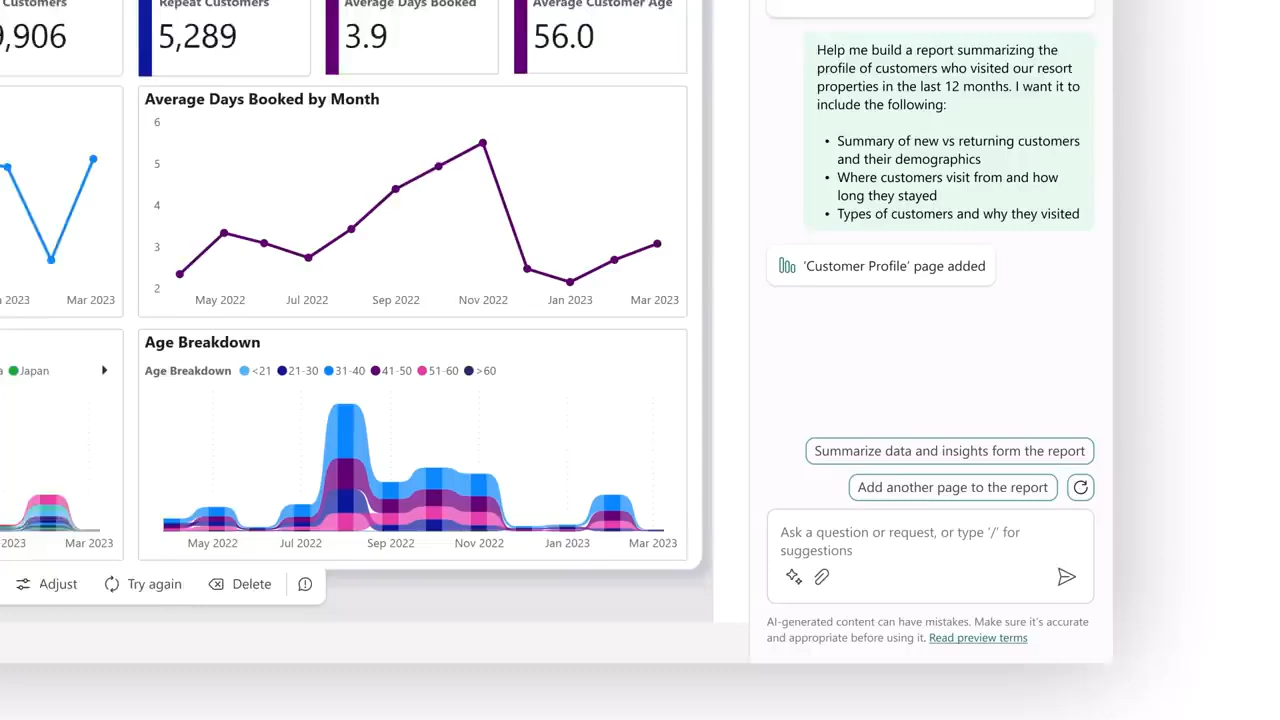 Customers
Repeat Customers
Average Days Booked
Average Customer Age
9,906
5,289
3.9
56.0
Average Days Booked by Month
6
5
4
3
2
May 2022
Jul 2022
Sep 2022
Nov 2022
Jan 2023
Mar 2023
2023
Mar 2023
Japan
Age Breakdown
Age Breakdown
<21
21-30
31-40
41-50
51-60
>60
May 2022
Jul 2022
Sep 2022
Nov 2022
Jan 2023
Mar 2023
2023
Mar 2023
Adjust
Try again
Delete
Help me build a report summarizing the
profile of customers who visited our resort
properties in the last 12 months. I want it to
include the following:
• Summary of new vs returning customers
and their demographics
• Where customers visit from and how
long they stayed
• Types of customers and why they visited
‘Customer Profile’ page added
Summarize data and insights form the report
Add another page to the report
Ask a question or request, or type ‘/’ for
suggestions
AI-generated content can have mistakes. Make sure it’s accurate
and appropriate before using it. Read preview terms